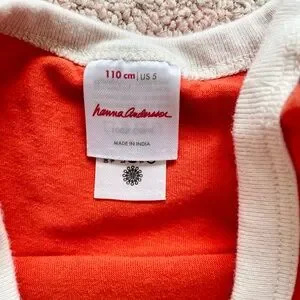 110 cm | US 5
hanna andersson
MADE IN INDIA